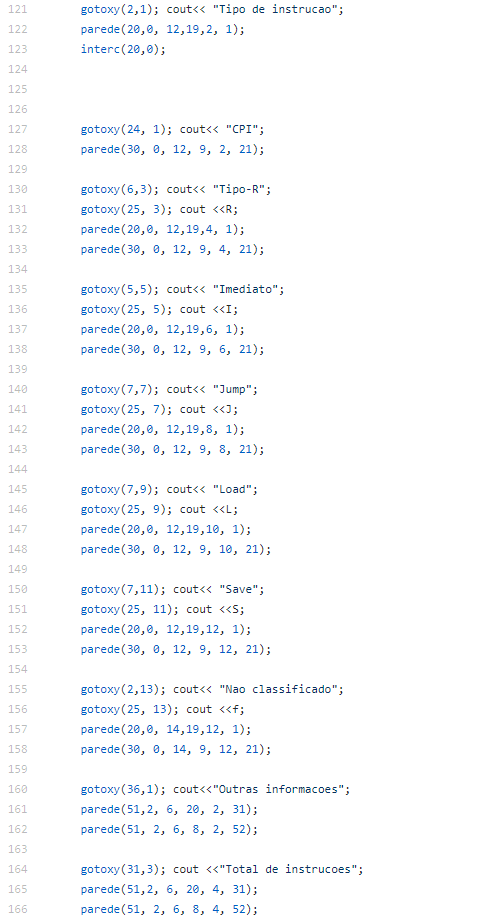 121 gotoxy(2,1); cout<< "Tipo de instrucao";
122 parede(20,0, 12,19,2, 1);
123 interc(20,0);
124
125
126
127 gotoxy(24, 1); cout<< "CPI";
128 parede(30, 0, 12, 9, 2, 21);
129
130 gotoxy(6,3); cout<< "Tipo-R";
131 gotoxy(25, 3); cout <<R;
132 parede(20,0, 12,19,4, 1);
133 parede(30, 0, 12, 9, 4, 21);
134
135 gotoxy(5,5); cout<< "Imediato";
136 gotoxy(25, 5); cout <<I;
137 parede(20,0, 12,19,6, 1);
138 parede(30, 0, 12, 9, 6, 21);
139
140 gotoxy(7,7); cout<< "Jump";
141 gotoxy(25, 7); cout <<J;
142 parede(20,0, 12,19,8, 1);
143 parede(30, 0, 12, 9, 8, 21);
144
145 gotoxy(7,9); cout<< "Load";
146 gotoxy(25, 9); cout <<L;
147 parede(20,0, 12,19,10, 1);
148 parede(30, 0, 12, 9, 10, 21);
149
150 gotoxy(7,11); cout<< "Save";
151 gotoxy(25, 11); cout <<S;
152 parede(20,0, 12,19,12, 1);
153 parede(30, 0, 12, 9, 12, 21);
154
155 gotoxy(2,13); cout<< "Nao classificado";
156 gotoxy(25, 13); cout <<f;
157 parede(20,0, 14,19,12, 1);
158 parede(30, 0, 14, 9, 12, 21);
159
160 gotoxy(36,1); cout<<"Outras informacoes";
161 parede(51,2, 6, 20, 2, 31);
162 parede(51, 2, 6, 8, 2, 52);
163
164 gotoxy(31,3); cout <<"Total de instrucoes";
165 parede(51,2, 6, 20, 4, 31);
166 parede(51, 2, 6, 8, 4, 52);